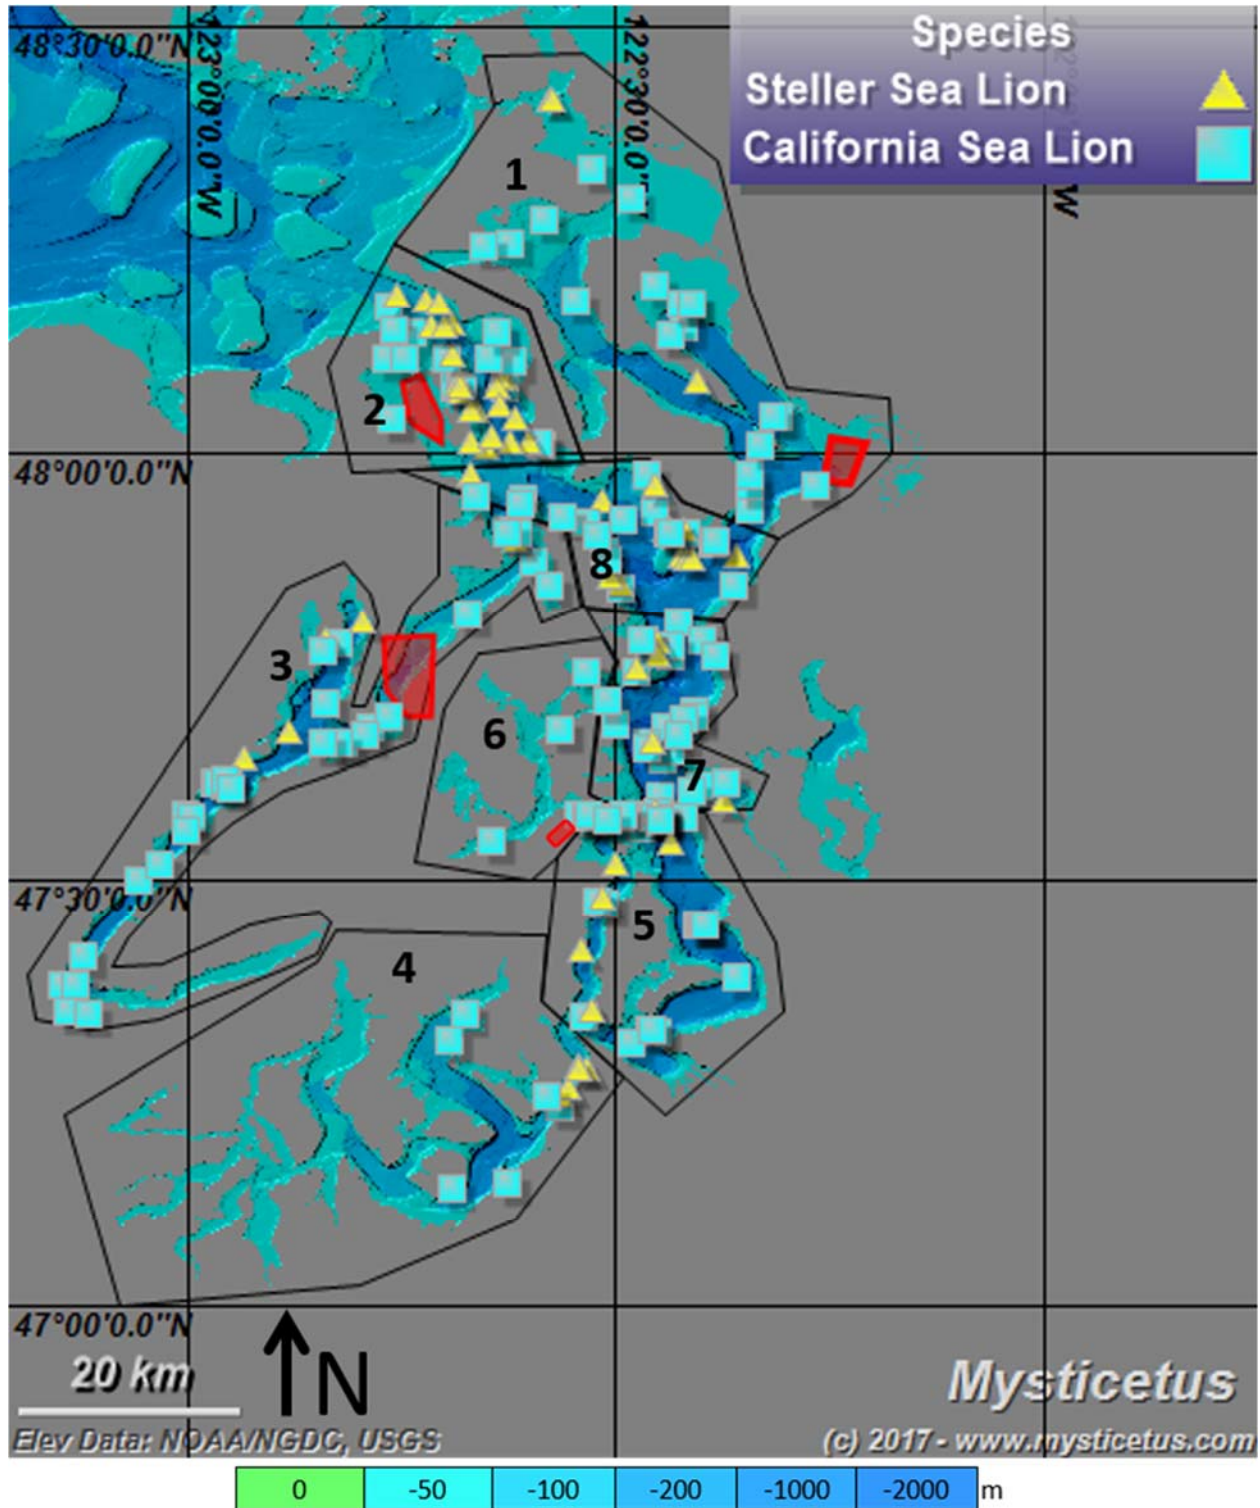 Species
Steller Sea Lion
California Sea Lion
48°30'0.0"N
123°00'0.0"W
122°30'0.0"W
W
1
2
48°00'0.0"N
8
3
6
7
47°30'0.0"N
5
4
47°00'0.0"N
20 km
N
Mysticetus
Elev Data: NOAA/NGDC, USGS
(c) 2017 - www.mysticetus.com
0 -50 -100 -200 -1000 -2000 m